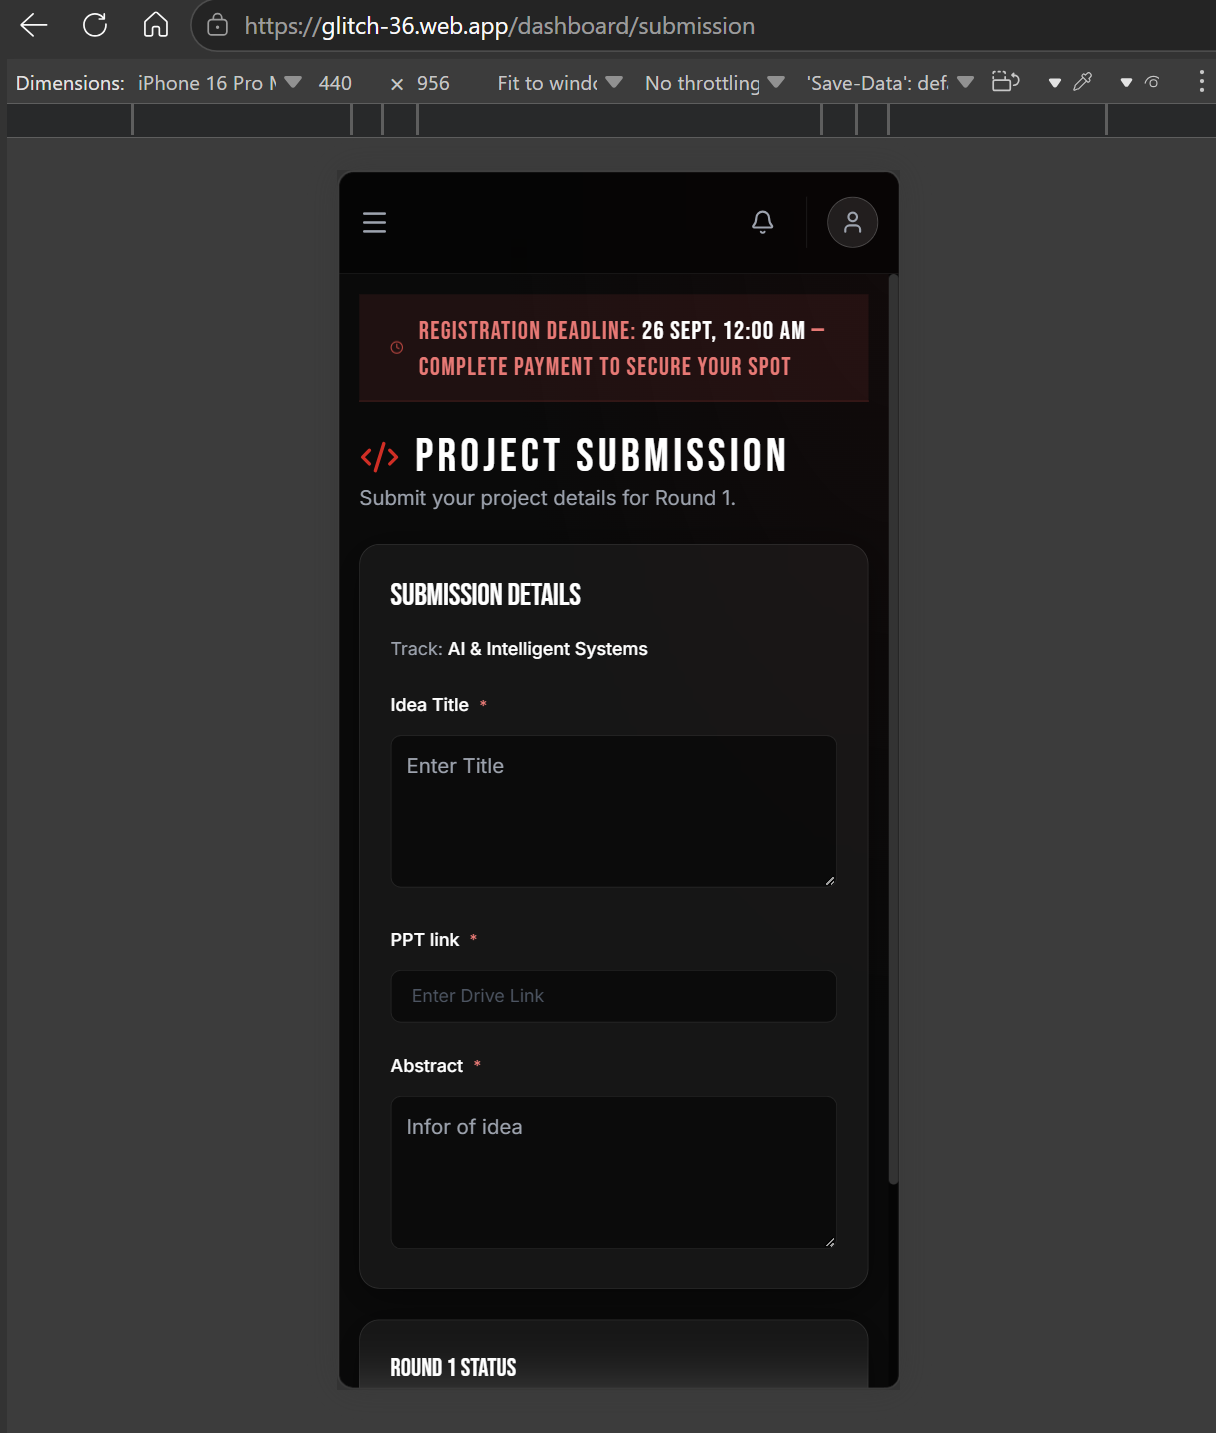 https://glitch-36.web.app/dashboard/submission
Dimensions: iPhone 16 Pro 440 × 956 Fit to No throttling 'Save-Data':
REGISTRATION DEADLINE: 26 SEPT, 12:00 AM —
COMPLETE PAYMENT TO SECURE YOUR SPOT
</> PROJECT SUBMISSION
Submit your project details for Round 1.
SUBMISSION DETAILS
Track: AI & Intelligent Systems
Idea Title *
Enter Title
PPT link *
Enter Drive Link
Abstract *
Infor of idea
ROUND 1 STATUS